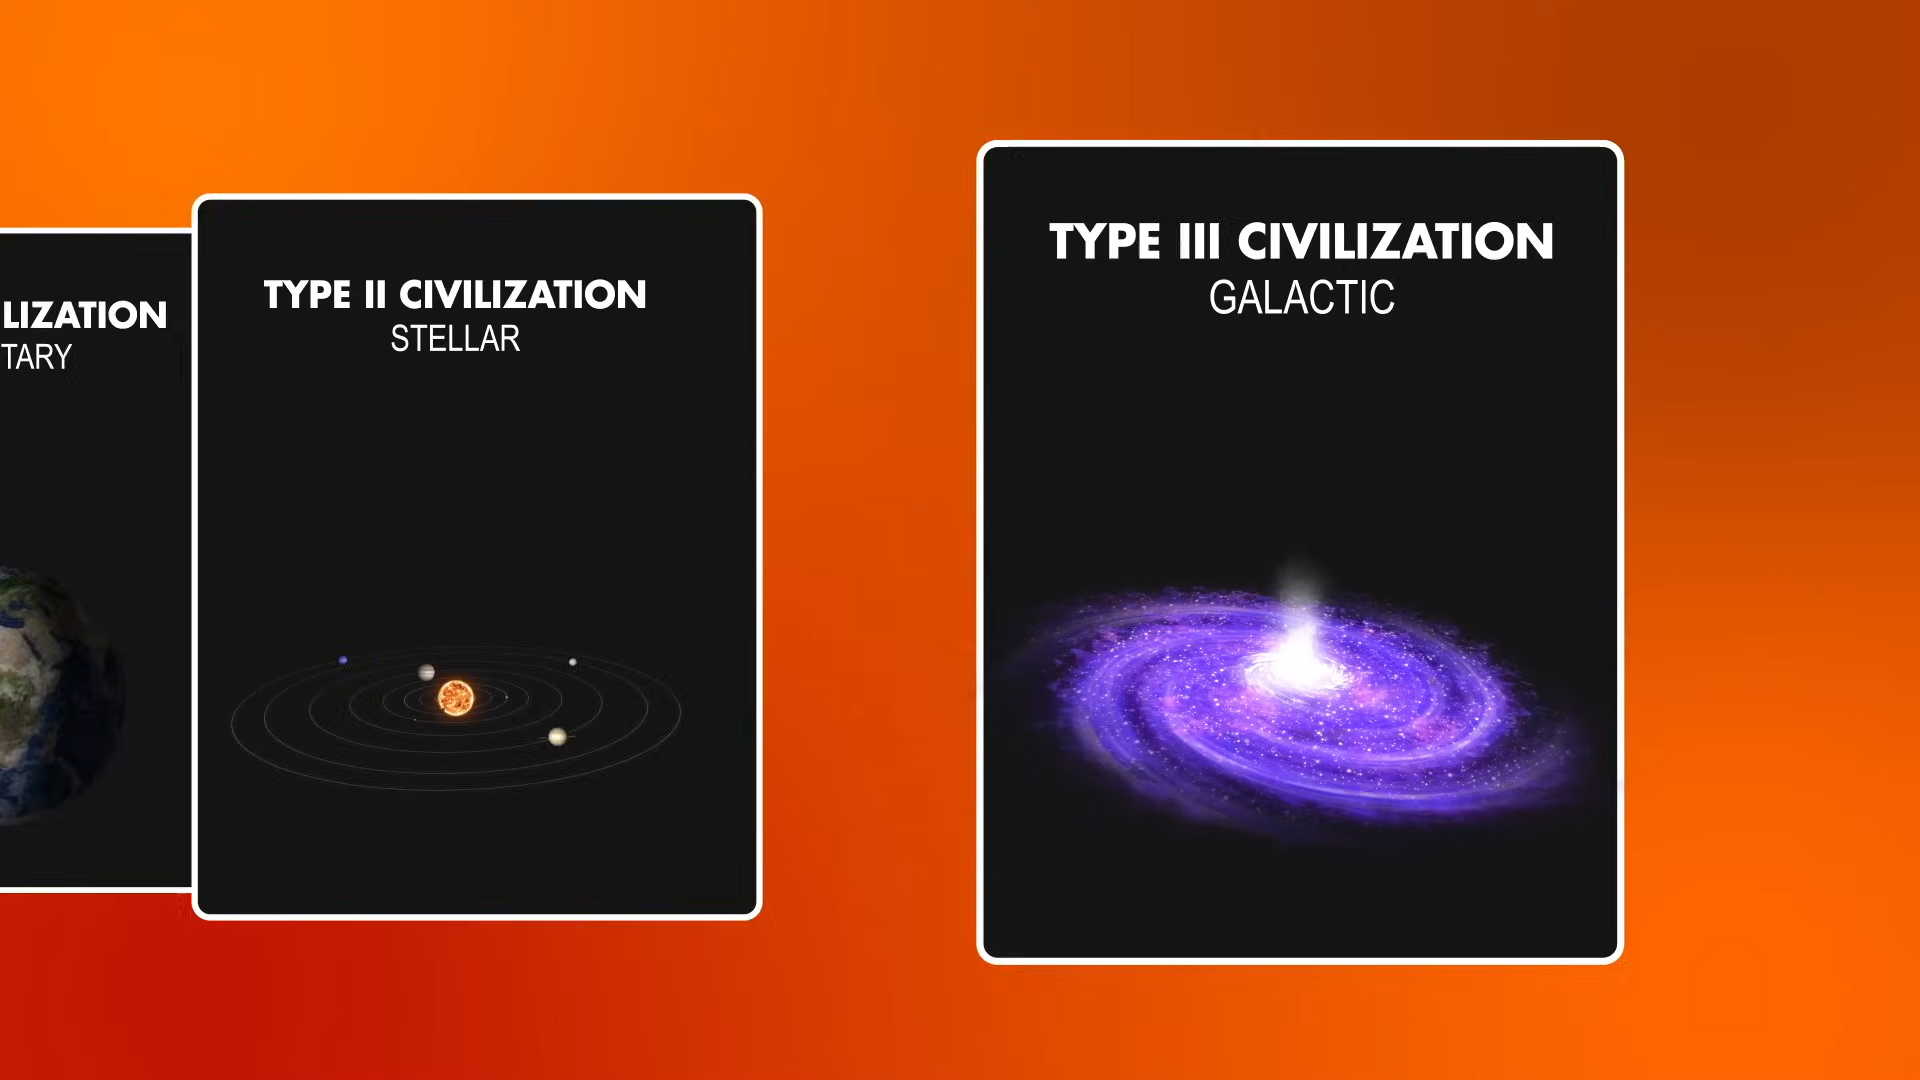 LIZATION
TARY
TYPE II CIVILIZATION
STELLAR
TYPE III CIVILIZATION
GALACTIC